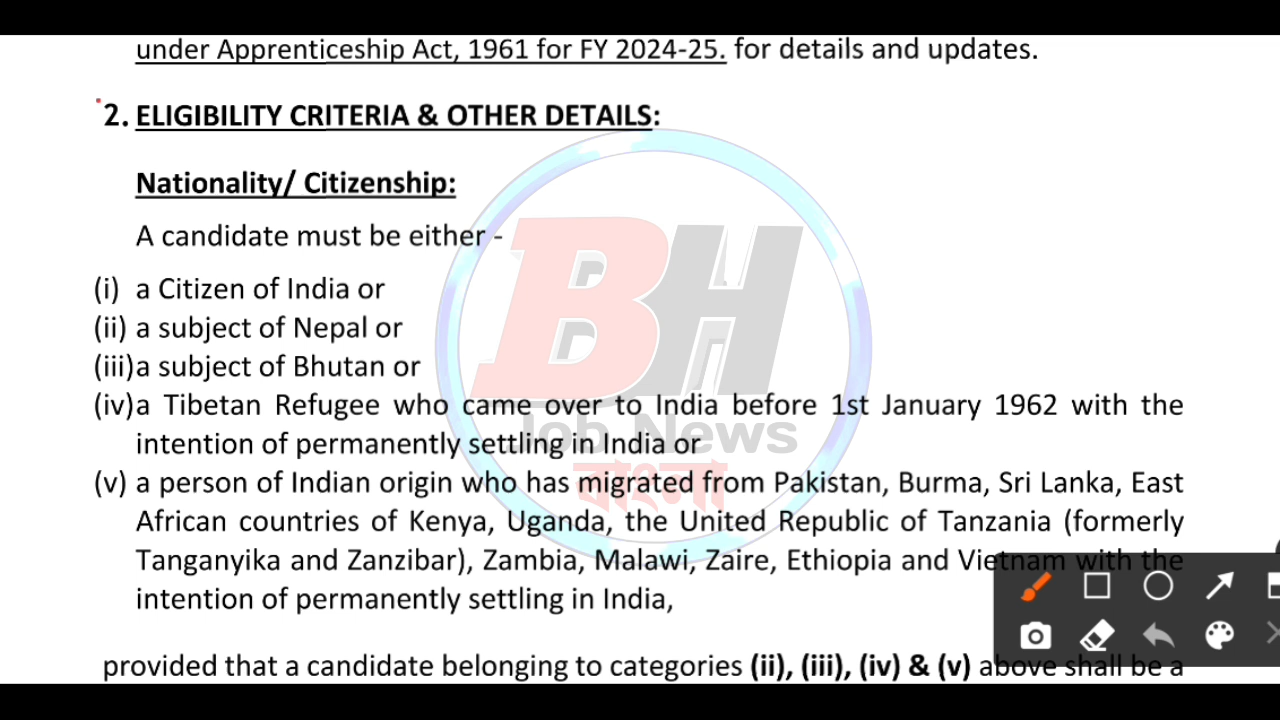 under Apprenticeship Act, 1961 for FY 2024-25. for details and updates.
2. ELIGIBILITY CRITERIA & OTHER DETAILS:
Nationality/ Citizenship:
A candidate must be either -
(i) a Citizen of India or
(ii) a subject of Nepal or
(iii)a subject of Bhutan or
(iv)a Tibetan Refugee who came over to India before 1st January 1962 with the
intention of permanently settling in India or
(v) a person of Indian origin who has migrated from Pakistan, Burma, Sri Lanka, East
African countries of Kenya, Uganda, the United Republic of Tanzania (formerly
Tanganyika and Zanzibar), Zambia, Malawi, Zaire, Ethiopia and Vietnam with the
intention of permanently settling in India,
provided that a candidate belonging to categories (ii), (iii), (iv) & (v) above shall be a
BH
Job News
বাংলা